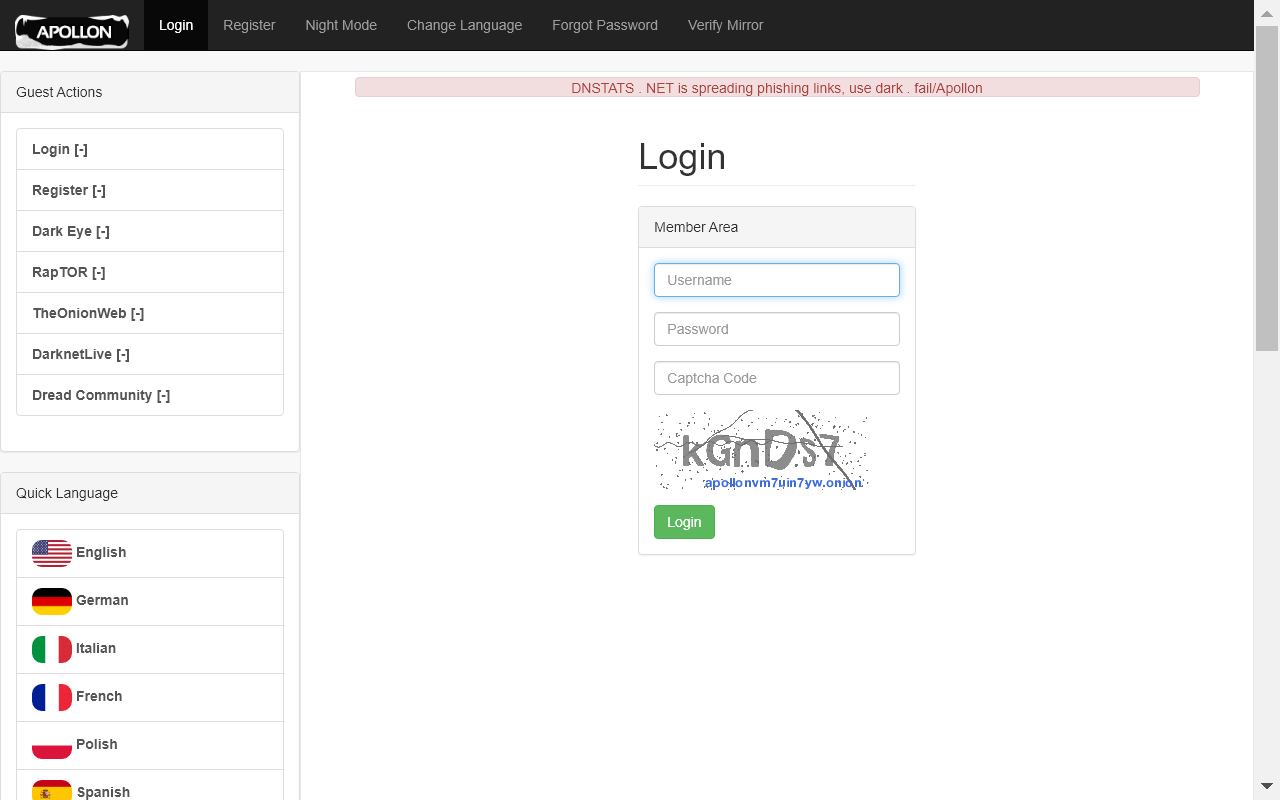 APOLLON
Login
Register
Night Mode
Change Language
Forgot Password
Verify Mirror
Guest Actions
Login [-]
Register [-]
Dark Eye [-]
RapTOR [-]
TheOnionWeb [-]
DarknetLive [-]
Dread Community [-]
Quick Language
English
German
Italian
French
Polish
Spanish
DNSTATS . NET is spreading phishing links, use dark . fail/Apollon
Login
Member Area
Username
Password
Captcha Code
kGnDs7
apollonvm7uin7yw.onion
Login